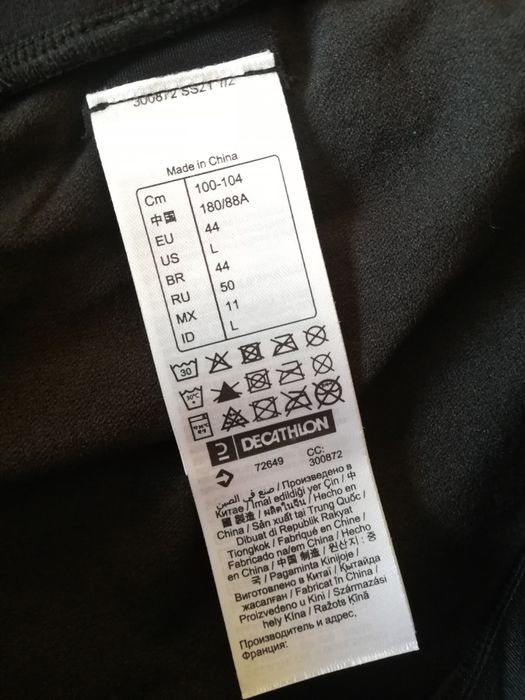 300872 SS21 1/2
Made in China
Cm 100-104
中国 180/88A
EU 44
US L
BR 44
RU 50
MX 11
ID L
30
30°C
DECATHLON
72649 CC:
300872
صنع في الصين / Произведено в
Китае / İmal edildiği yer Çin / 中
國 製造 / ผลิตในจีน / Hecho en
China / Sản xuất tại Trung Quốc /
Dibuat di Republik Rakyat
Tiongkok / Fabriqué en Chine /
Fabricado na/em China / Hecho
en China / 中国 制造 / 원산지 : 중
국 / Pagaminta Kinijoje /
Виготовлено в Китаї / Қытайда
жасалған / Fabricat în China /
Proizvedeno u Kini / Származási
hely Kína / Ražots Ķīnā
Производитель и адрес,
Франция: